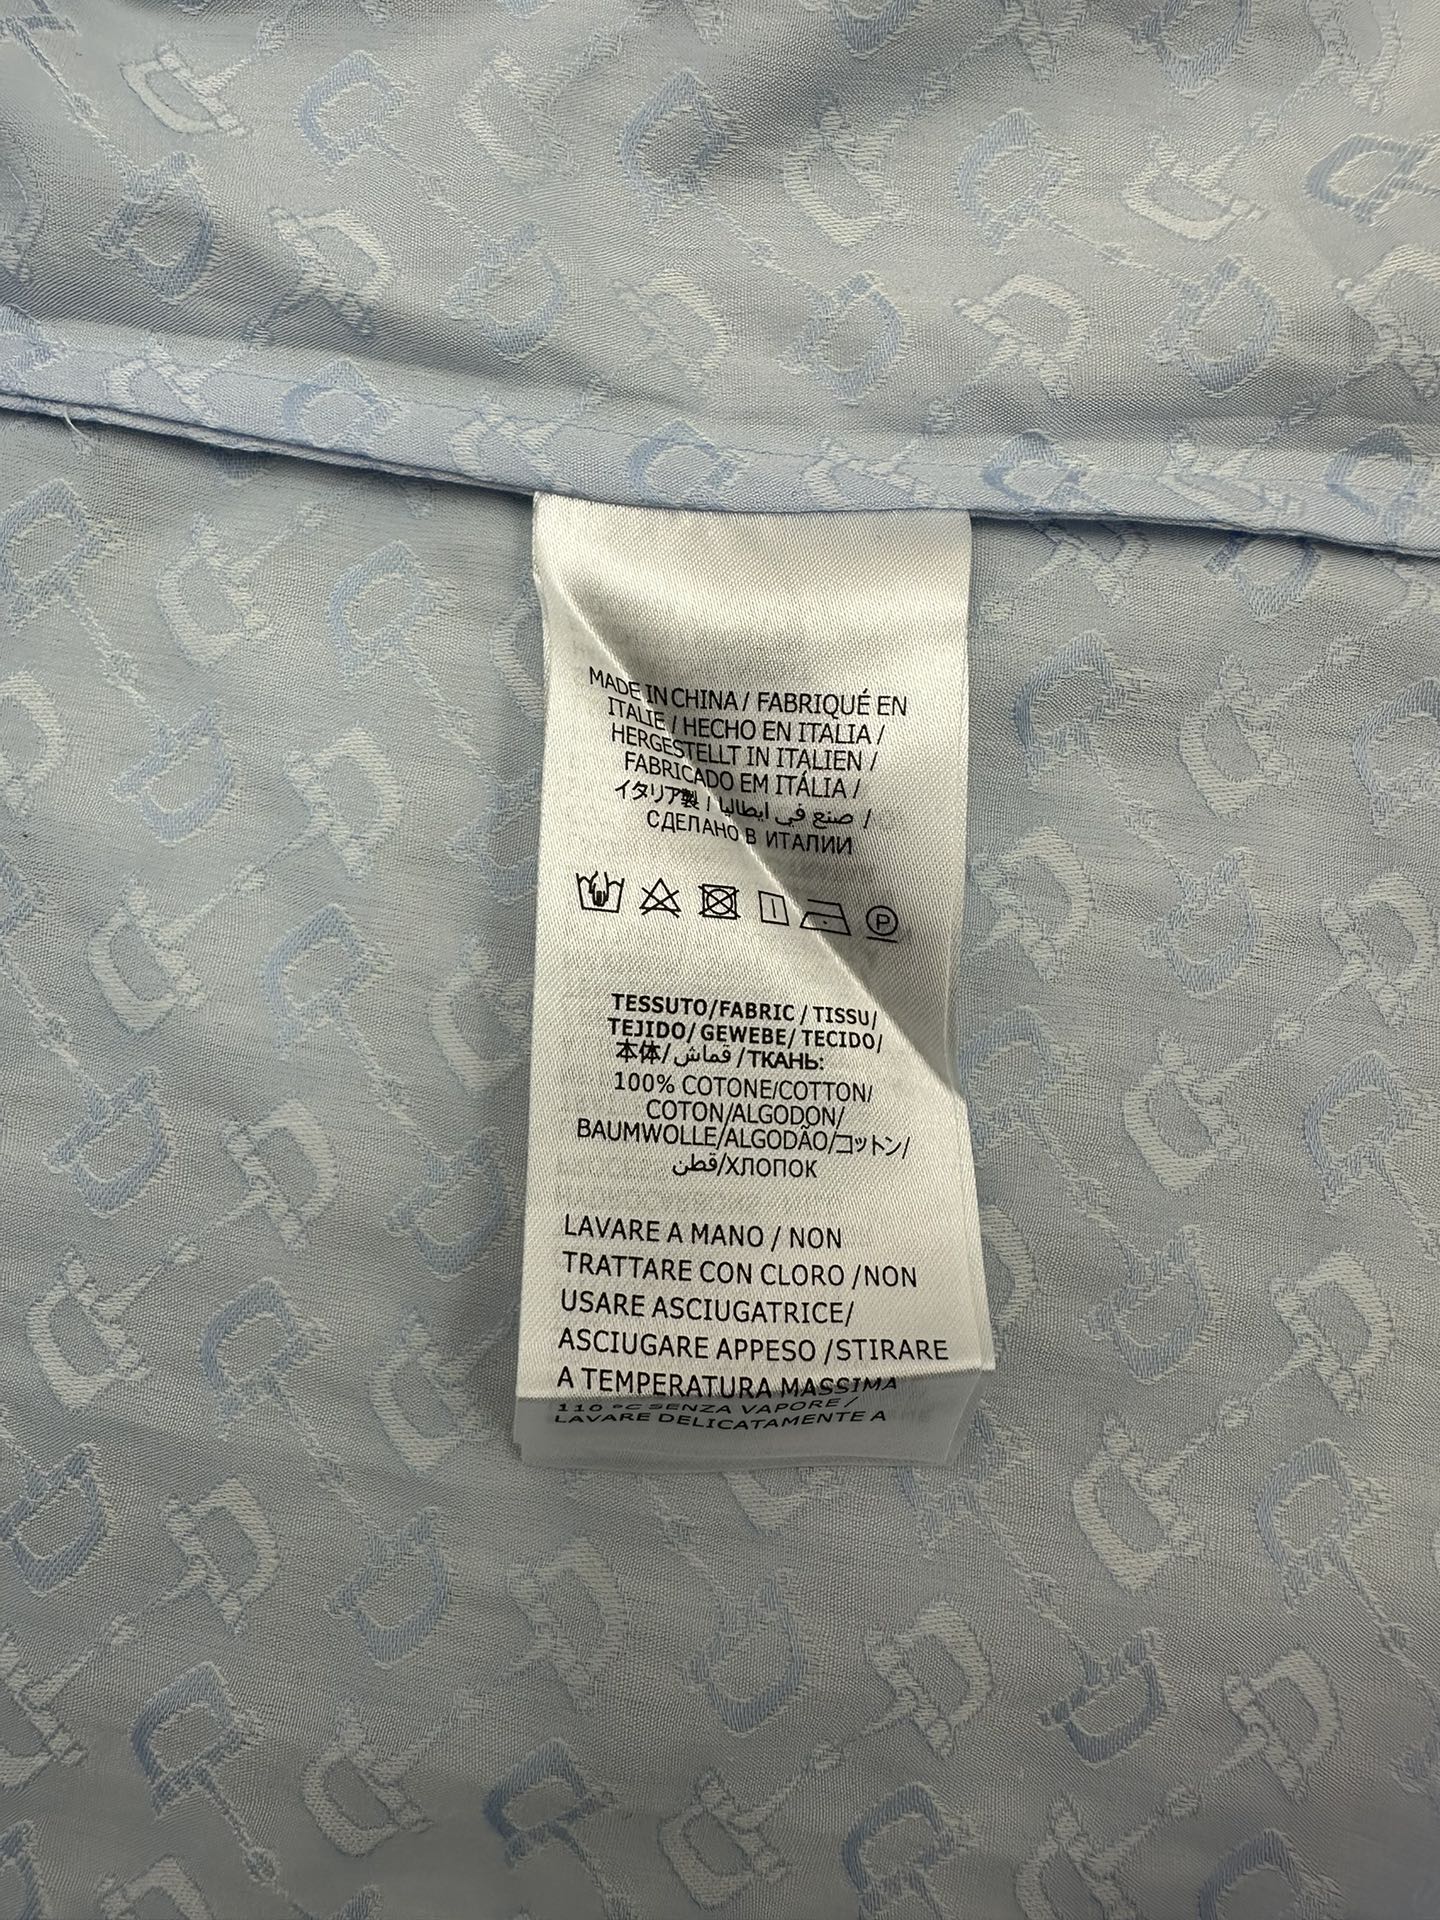 MADE IN CHINA / FABRIQUÉ EN
ITALIE / HECHO EN ITALIA /
HERGESTELLT IN ITALIEN /
FABRICADO EM ITÁLIA /
イタリア製 / صنع في ايطاليا /
СДЕЛАНО В ИТАЛИИ
P
TESSUTO/FABRIC / TISSU/
TEJIDO/ GEWEBE/ TECIDO/
本体/ قماش /ТКАНЬ:
100% COTONE/COTTON/
COTON/ALGODON/
BAUMWOLLE/ALGODÃO/コットン/
قطن/ХЛОПОК
LAVARE A MANO / NON
TRATTARE CON CLORO /NON
USARE ASCIUGATRICE/
ASCIUGARE APPESO /STIRARE
A TEMPERATURA MASSIMA
110 °C SENZA VAPORE /
LAVARE DELICATAMENTE A